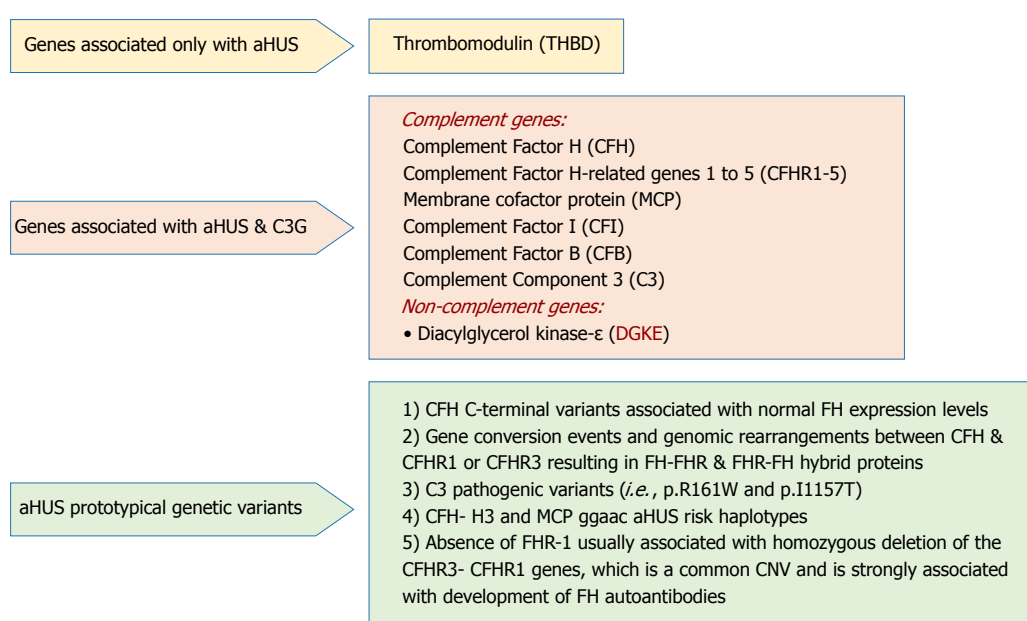 Genes associated only with aHUS
Thrombomodulin (THBD)
Genes associated with aHUS & C3G
Complement genes:
Complement Factor H (CFH)
Complement Factor H-related genes 1 to 5 (CFHR1-5)
Membrane cofactor protein (MCP)
Complement Factor I (CFI)
Complement Factor B (CFB)
Complement Component 3 (C3)
Non-complement genes:
• Diacylglycerol kinase-ε (DGKE)
aHUS prototypical genetic variants
1) CFH C-terminal variants associated with normal FH expression levels
2) Gene conversion events and genomic rearrangements between CFH &
CFHR1 or CFHR3 resulting in FH-FHR & FHR-FH hybrid proteins
3) C3 pathogenic variants (i.e., p.R161W and p.I1157T)
4) CFH- H3 and MCP ggaac aHUS risk haplotypes
5) Absence of FHR-1 usually associated with homozygous deletion of the
CFHR3- CFHR1 genes, which is a common CNV and is strongly associated
with development of FH autoantibodies